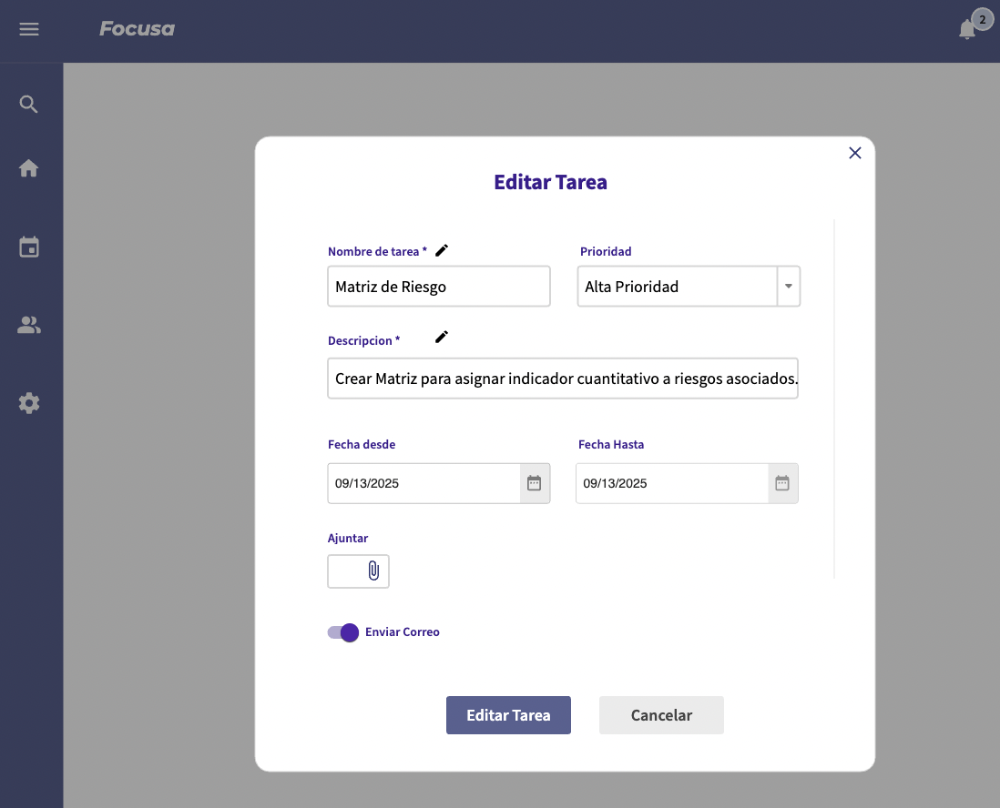 Focusa
2
Editar Tarea
Nombre de tarea *
Prioridad
Matriz de Riesgo
Alta Prioridad
Descripcion *
Crear Matriz para asignar indicador cuantitativo a riesgos asociados.
Fecha desde
Fecha Hasta
09/13/2025
09/13/2025
Ajuntar
Enviar Correo
Editar Tarea
Cancelar